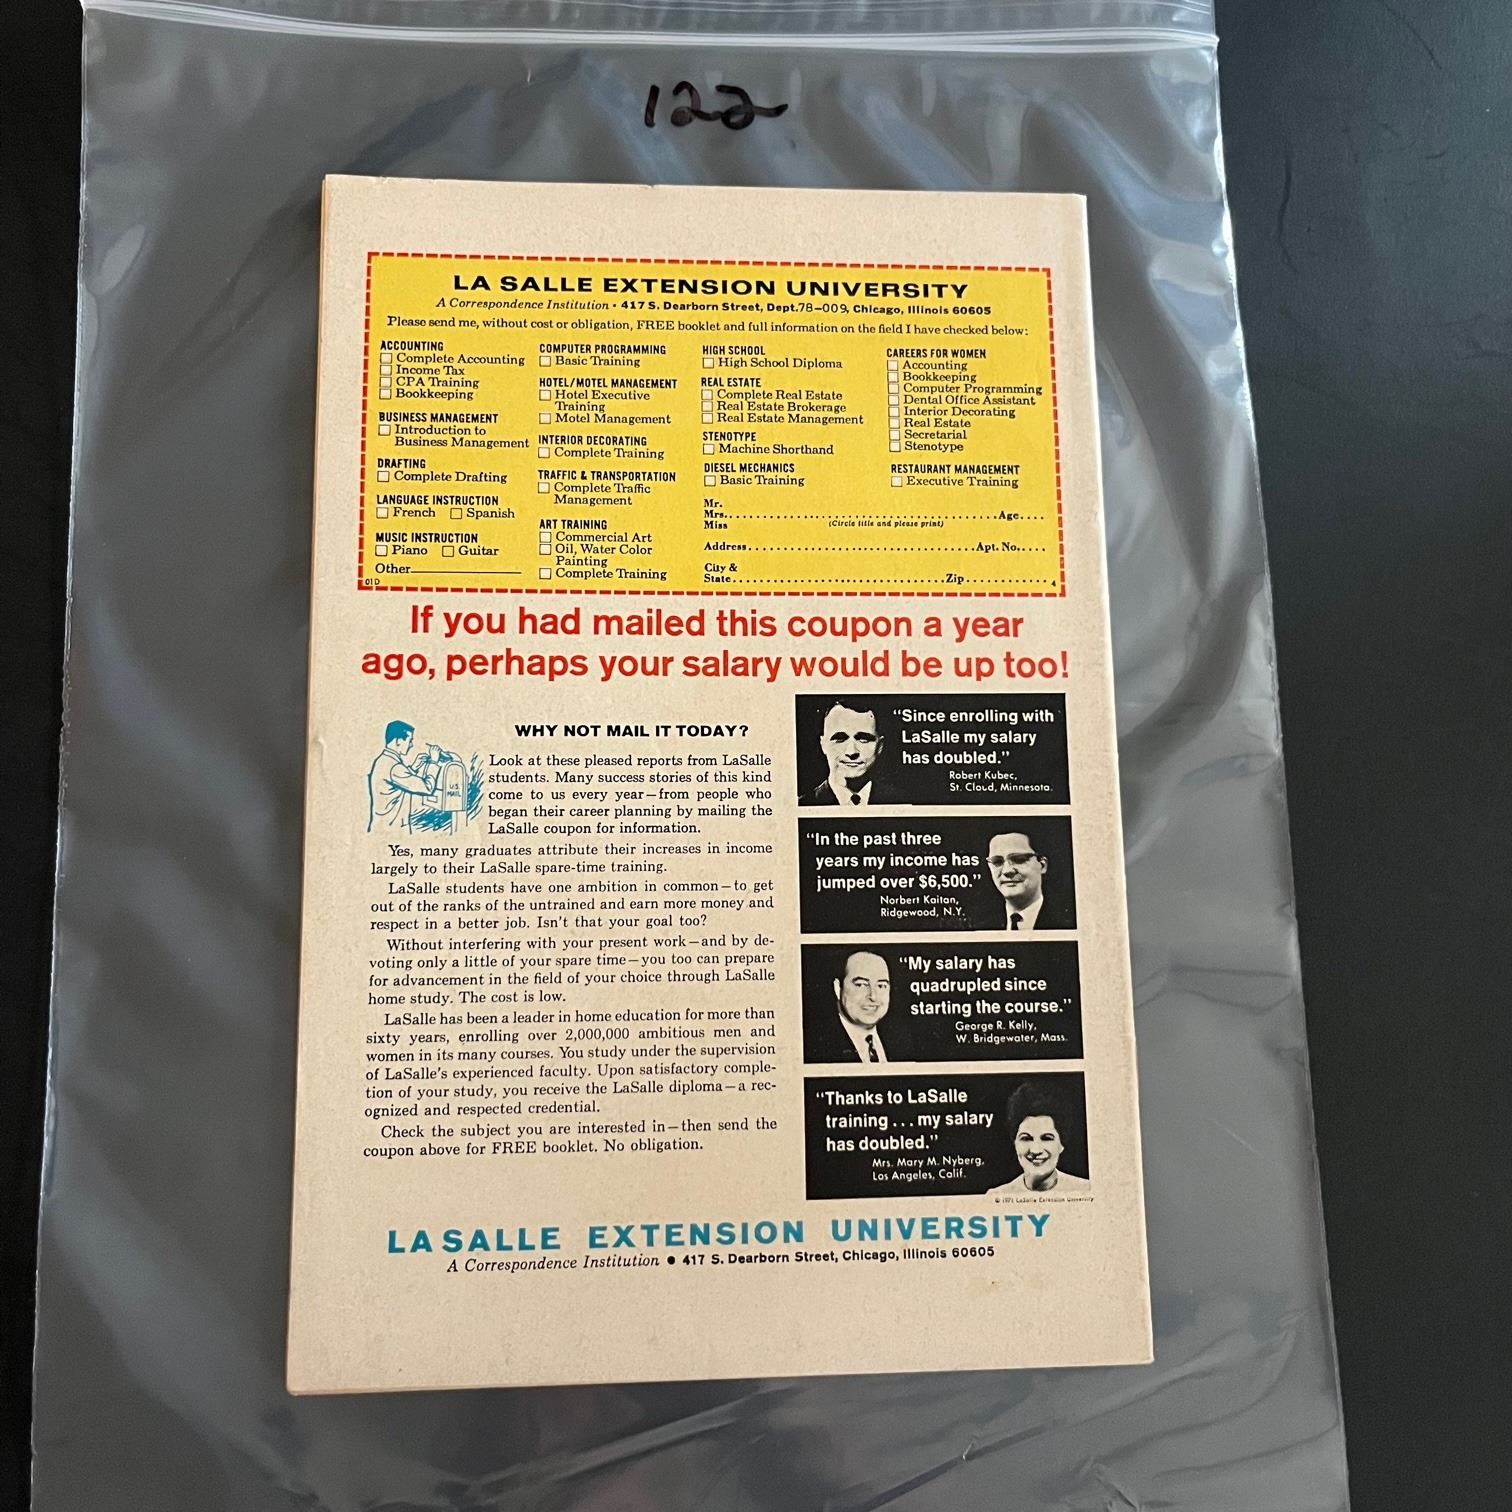 122
LA SALLE EXTENSION UNIVERSITY
A Correspondence Institution • 417 S. Dearborn Street, Dept. 78-009, Chicago, Illinois 60605
Please send me, without cost or obligation, FREE booklet and full information on the field I have checked below:
ACCOUNTING
Complete Accounting
Income Tax
CPA Training
Bookkeeping
BUSINESS MANAGEMENT
Introduction to
Business Management
DRAFTING
Complete Drafting
LANGUAGE INSTRUCTION
French Spanish
MUSIC INSTRUCTION
Piano Guitar
Other
01D
COMPUTER PROGRAMMING
Basic Training
HOTEL/MOTEL MANAGEMENT
Hotel Executive
Training
Motel Management
INTERIOR DECORATING
Complete Training
TRAFFIC & TRANSPORTATION
Complete Traffic
Management
ART TRAINING
Commercial Art
Oil, Water Color
Painting
Complete Training
HIGH SCHOOL
High School Diploma
REAL ESTATE
Complete Real Estate
Real Estate Brokerage
Real Estate Management
STENOTYPE
Machine Shorthand
DIESEL MECHANICS
Basic Training
CAREERS FOR WOMEN
Accounting
Bookkeeping
Computer Programming
Dental Office Assistant
Interior Decorating
Real Estate
Secretarial
Stenotype
RESTAURANT MANAGEMENT
Executive Training
Mr.
Mrs. Age
Miss (Circle title and please print)
Address Apt. No.
City &
State Zip 4
If you had mailed this coupon a year
ago, perhaps your salary would be up too!
WHY NOT MAIL IT TODAY?
U.S.
MAIL
Look at these pleased reports from LaSalle
students. Many success stories of this kind
come to us every year—from people who
began their career planning by mailing the
LaSalle coupon for information.
Yes, many graduates attribute their increases in income
largely to their LaSalle spare-time training.
LaSalle students have one ambition in common—to get
out of the ranks of the untrained and earn more money and
respect in a better job. Isn't that your goal too?
Without interfering with your present work—and by de-
voting only a little of your spare time—you too can prepare
for advancement in the field of your choice through LaSalle
home study. The cost is low.
LaSalle has been a leader in home education for more than
sixty years, enrolling over 2,000,000 ambitious men and
women in its many courses. You study under the supervision
of LaSalle's experienced faculty. Upon satisfactory comple-
tion of your study, you receive the LaSalle diploma—a rec-
ognized and respected credential.
Check the subject you are interested in—then send the
coupon above for FREE booklet. No obligation.
"Since enrolling with
LaSalle my salary
has doubled."
Robert Kubec,
St. Cloud, Minnesota.
"In the past three
years my income has
jumped over $6,500."
Norbert Kaitan,
Ridgewood, N.Y.
"My salary has
quadrupled since
starting the course."
George R. Kelly,
W. Bridgewater, Mass.
"Thanks to LaSalle
training . . . my salary
has doubled."
Mrs. Mary M. Nyberg,
Los Angeles, Calif.
© 1971 LaSalle Extension University
LASALLE EXTENSION UNIVERSITY
A Correspondence Institution • 417 S. Dearborn Street, Chicago, Illinois 60605